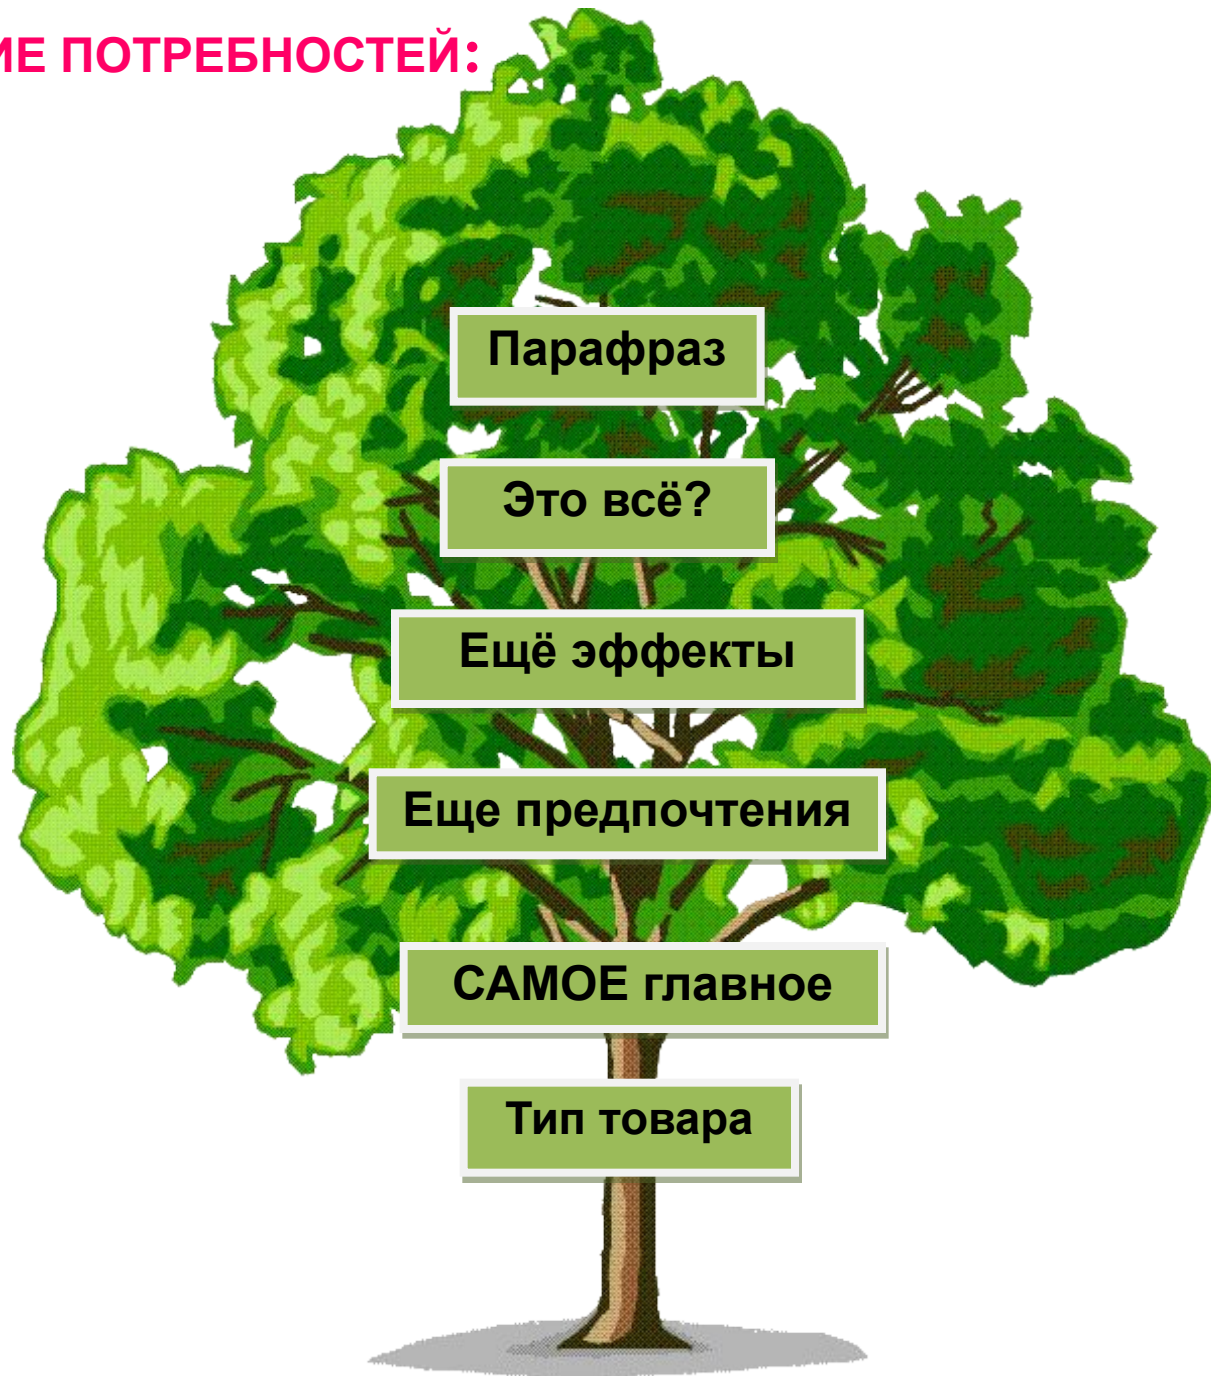 ИЕ ПОТРЕБНОСТЕЙ:
Парафраз
Это всё?
Ещё эффекты
Еще предпочтения
САМОЕ главное
Тип товара